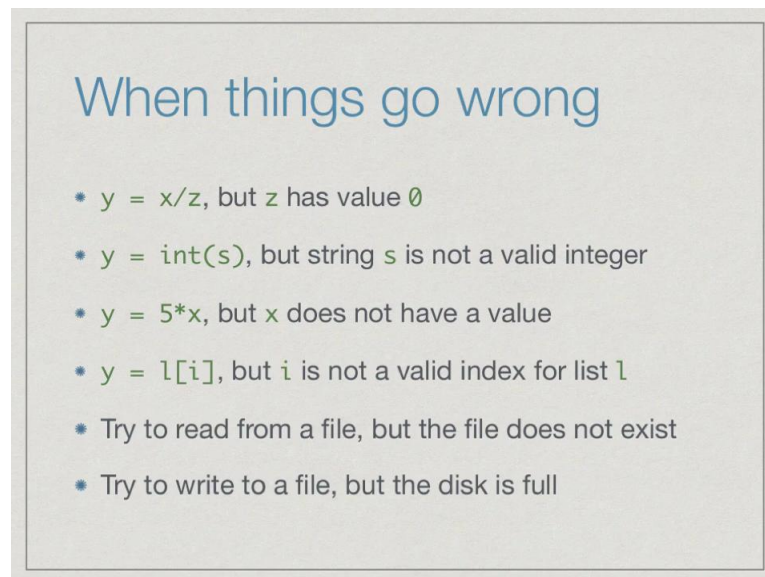 When things go wrong
y = x/z, but z has value 0
y = int(s), but string s is not a valid integer
y = 5*x, but x does not have a value
y = l[i], but i is not a valid index for list l
Try to read from a file, but the file does not exist
Try to write to a file, but the disk is full